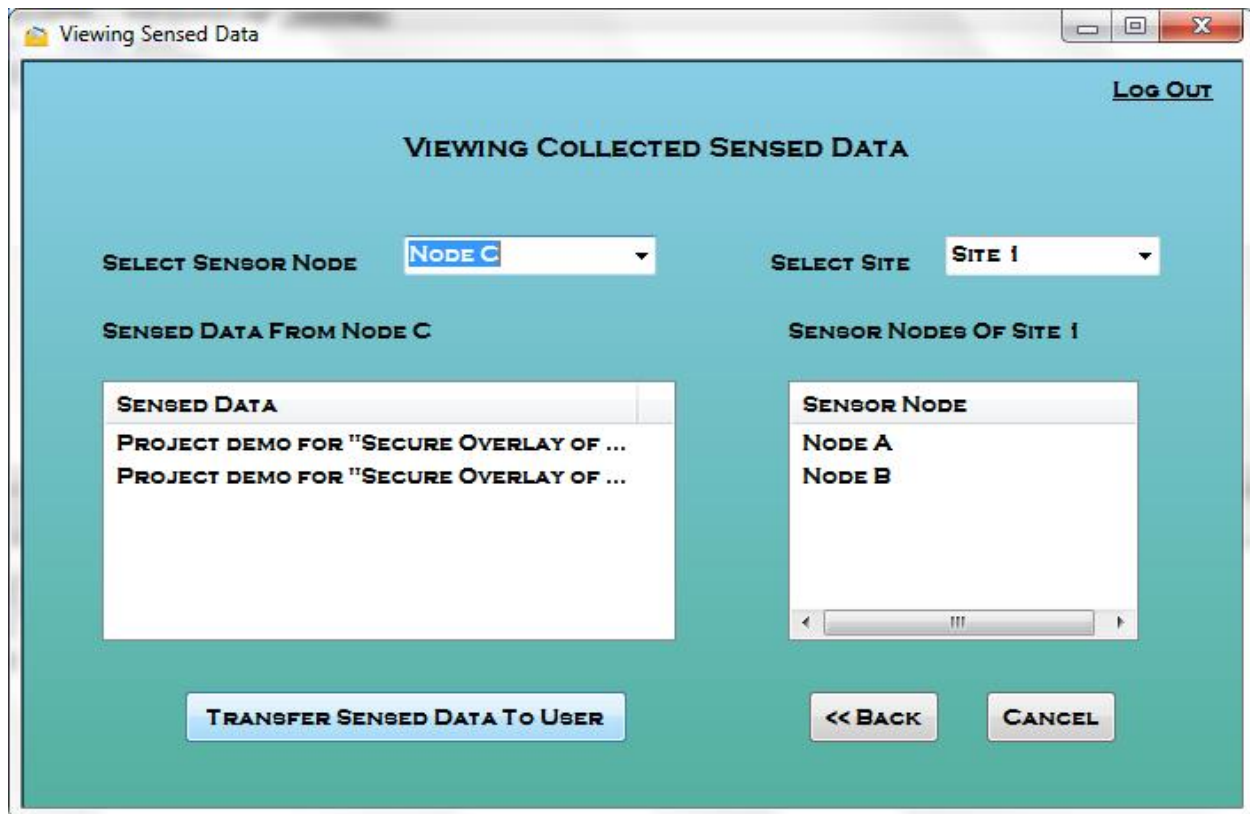 Viewing Sensed Data
Log Out
Viewing Collected Sensed Data
Select Sensor Node
Node C
Select Site
Site 1
Sensed Data From Node C
Sensor Nodes Of Site 1
Sensed Data
Project demo for "Secure Overlay of ...
Project demo for "Secure Overlay of ...
Sensor Node
Node A
Node B
Transfer Sensed Data To User
<< Back
Cancel